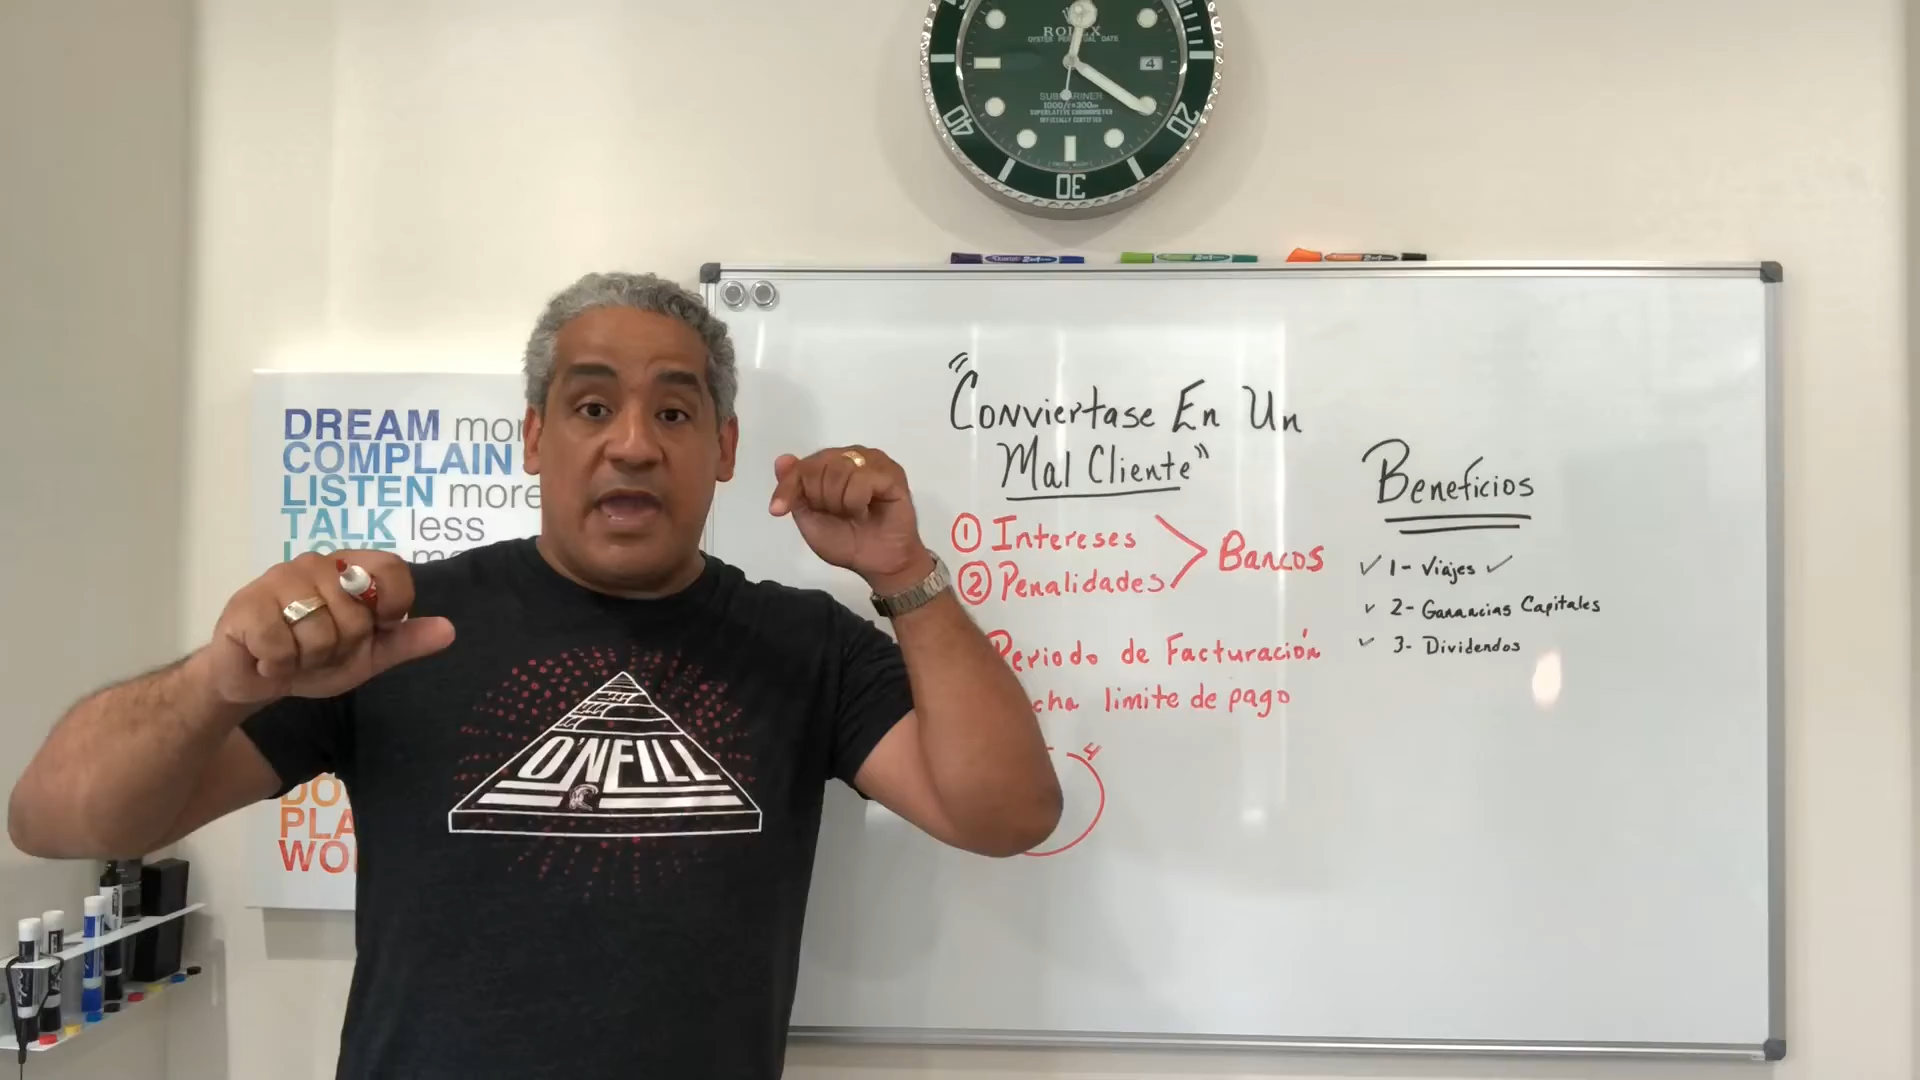 ROLEX
OYSTER PERPETUAL DATE
4
SUBMARINER
1000ft=300m
SUPERLATIVE CHRONOMETER
OFFICIALLY CERTIFIED
20
30
40
"Conviertase En Un
Mal Cliente"
① Intereses
② Penalidades
Bancos
Periodo de Facturación
limite de pago
4
Beneficios
✓ 1- Viajes ✓
✓ 2- Ganancias Capitales
✓ 3- Dividendos
DREAM
COMPLAIN
LISTEN more
TALK less
O'NEILL